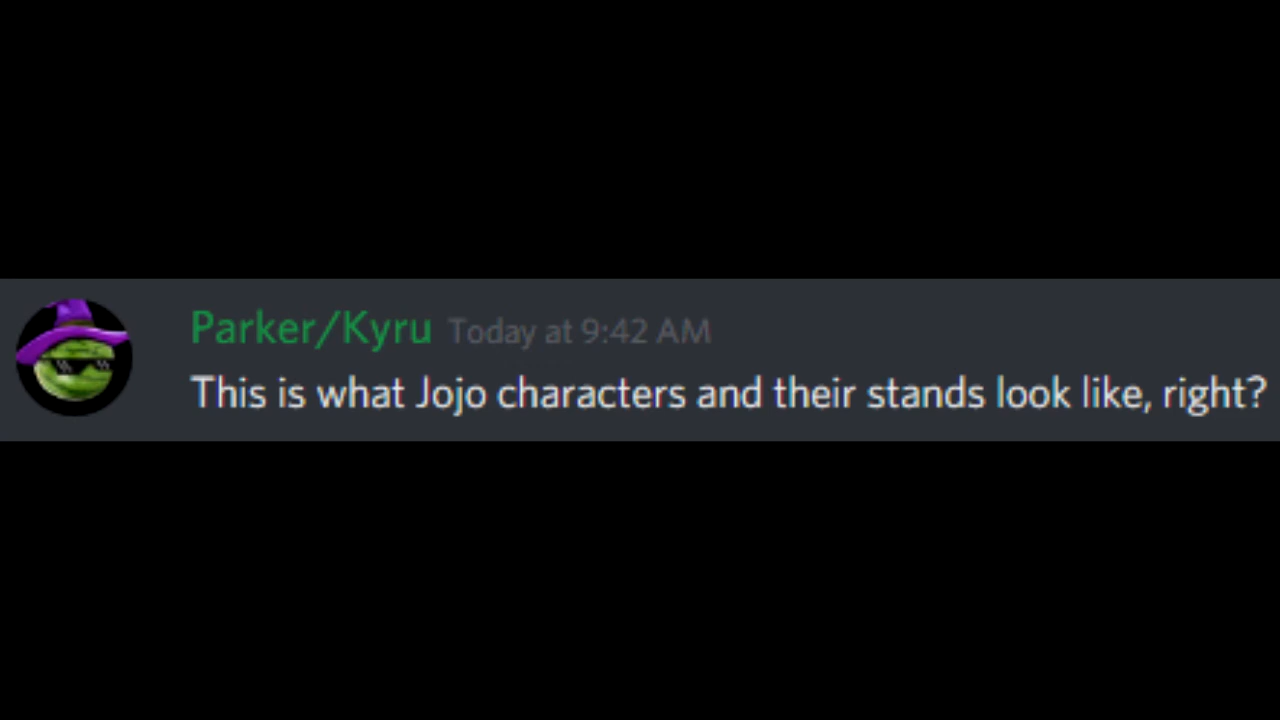 Parker/Kyru Today at 9:42 AM
This is what Jojo characters and their stands look like, right?